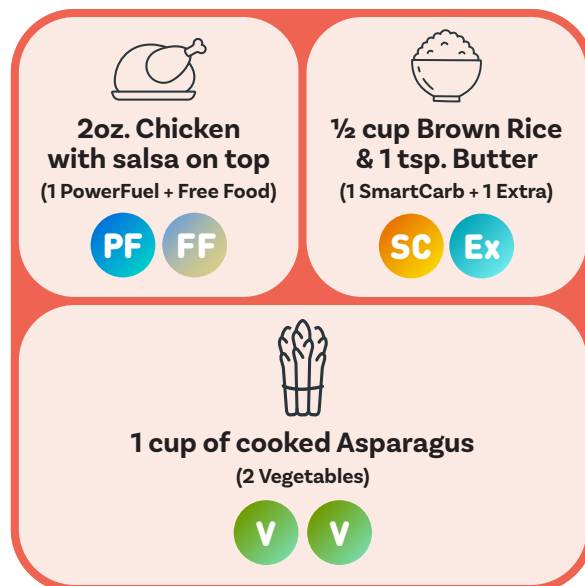 2oz. Chicken
with salsa on top
(1 PowerFuel + Free Food)
PF FF
½ cup Brown Rice
& 1 tsp. Butter
(1 SmartCarb + 1 Extra)
SC Ex
1 cup of cooked Asparagus
(2 Vegetables)
V V